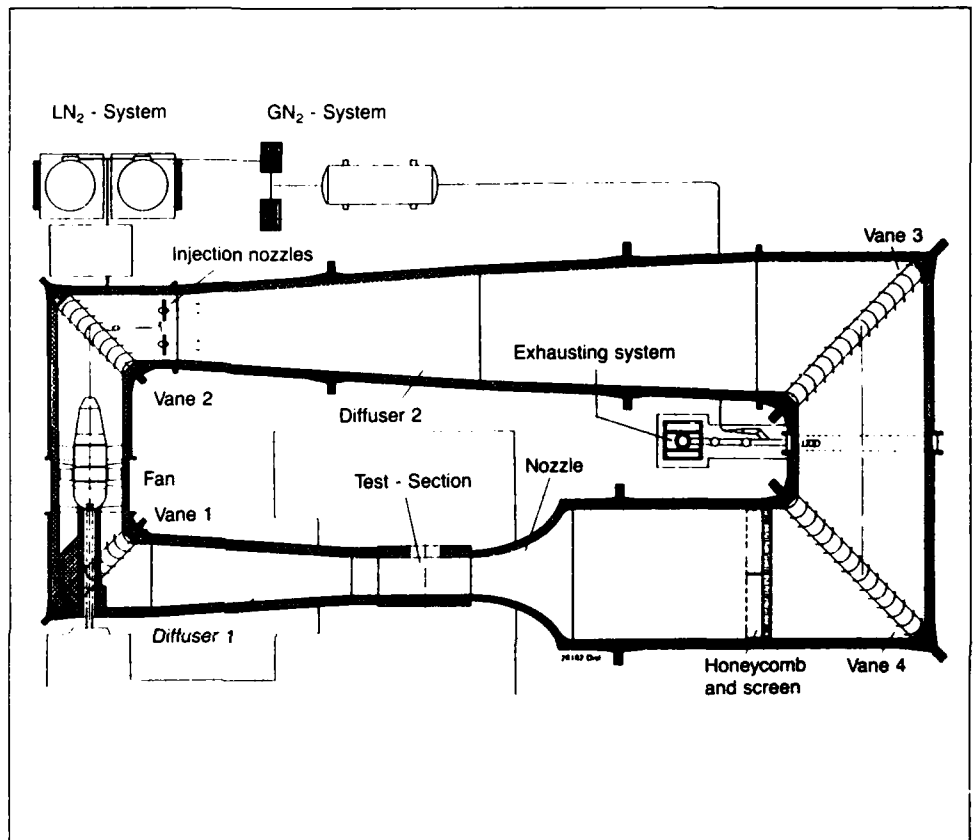 LN₂ - System
GN₂ - System
Injection nozzles
Vane 3
Exhausting system
Vane 2
Diffuser 2
Fan
Nozzle
Test - Section
Vane 1
Diffuser 1
Honeycomb
and screen
Vane 4